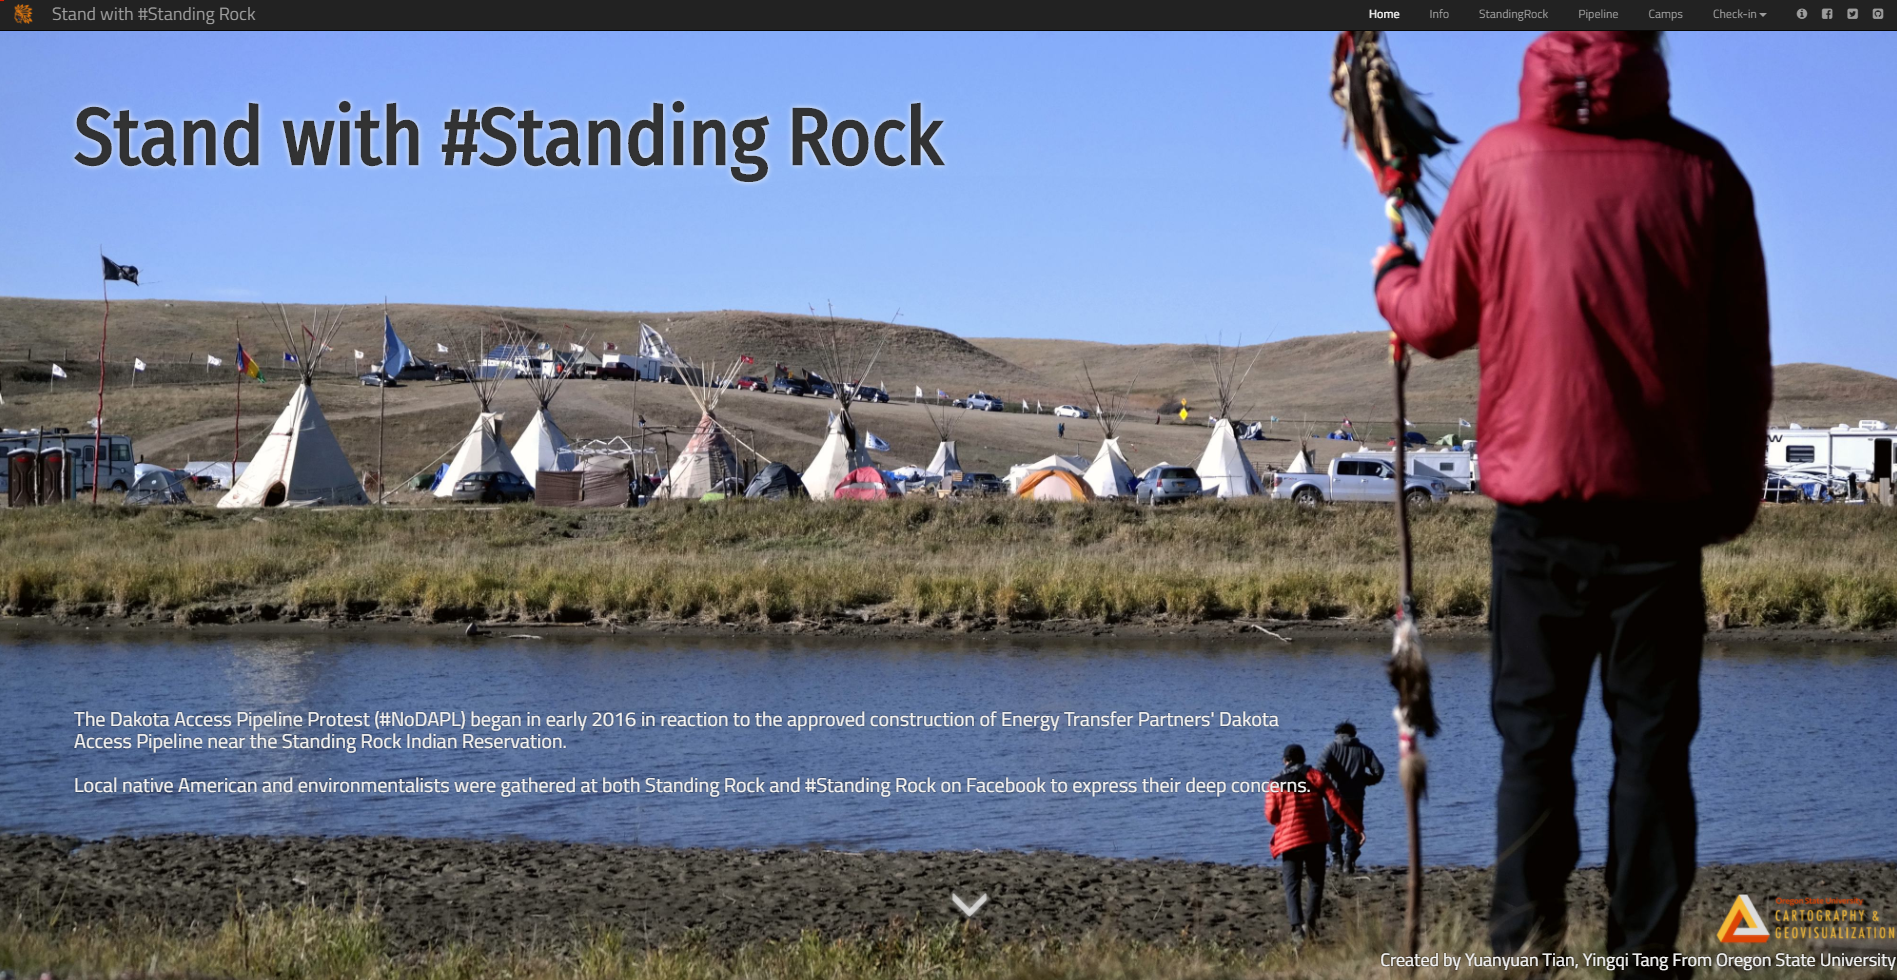 Stand with #Standing Rock
Home Info StandingRock Pipeline Camps Check-in
Stand with #Standing Rock
The Dakota Access Pipeline Protest (#NoDAPL) began in early 2016 in reaction to the approved construction of Energy Transfer Partners' Dakota
Access Pipeline near the Standing Rock Indian Reservation.
Local native American and environmentalists were gathered at both Standing Rock and #Standing Rock on Facebook to express their deep concerns.
Oregon State University
CARTOGRAPHY &
GEOVISUALIZATION
Created by Yuanyuan Tian, Yingqi Tang From Oregon State University